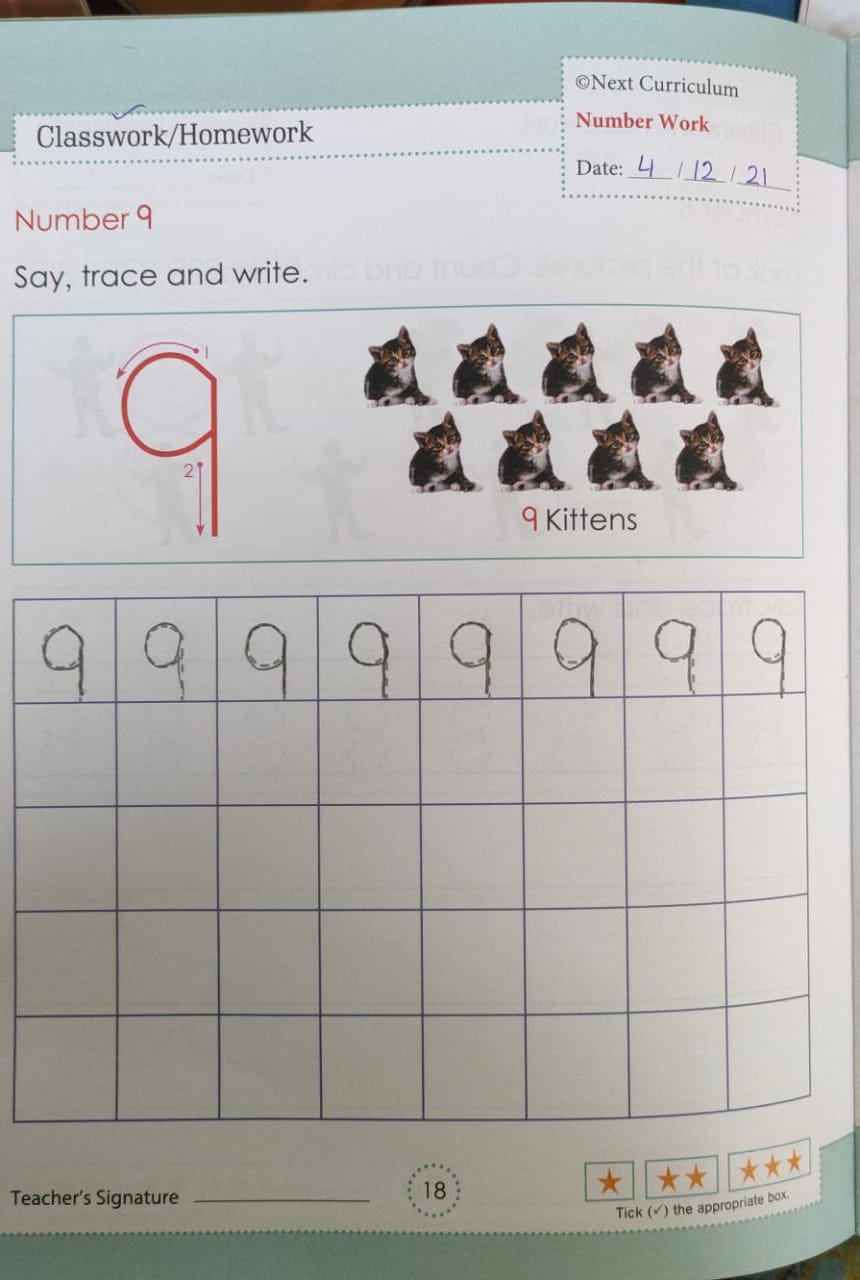 ©Next Curriculum
Classwork/Homework
Number Work
Date: 4 / 12 / 21
Number 9
Say, trace and write.
1
2
9 Kittens
9 9 9 9 9 9 9 9
Teacher's Signature
18
Tick (✓) the appropriate box.